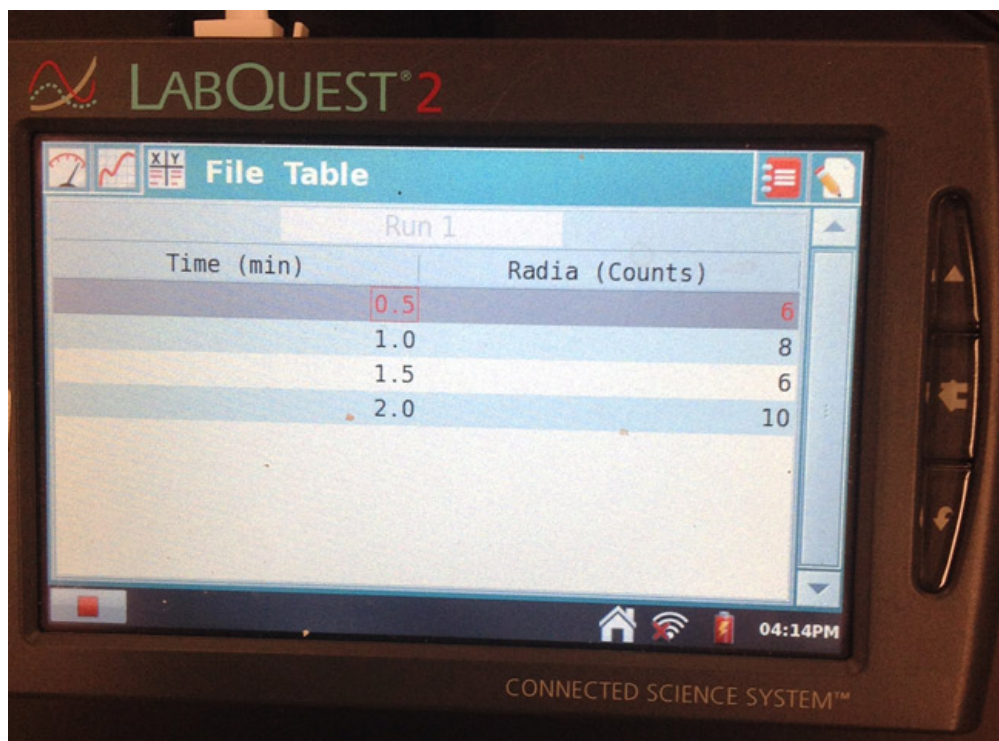 LABQUEST® 2
X Y
File Table
Run 1
Time (min) Radia (Counts)
0.5 6
1.0 8
1.5 6
2.0 10
04:14PM
CONNECTED SCIENCE SYSTEM™